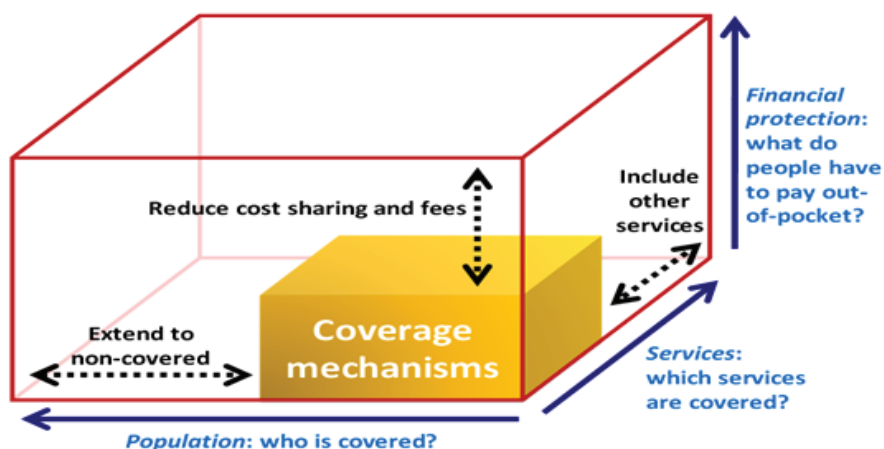 Financial
protection:
what do
people have
to pay out-
of-pocket?
Include
other
services
Reduce cost sharing and fees
Extend to
non-covered
Coverage
mechanisms
Services:
which services
are covered?
Population: who is covered?